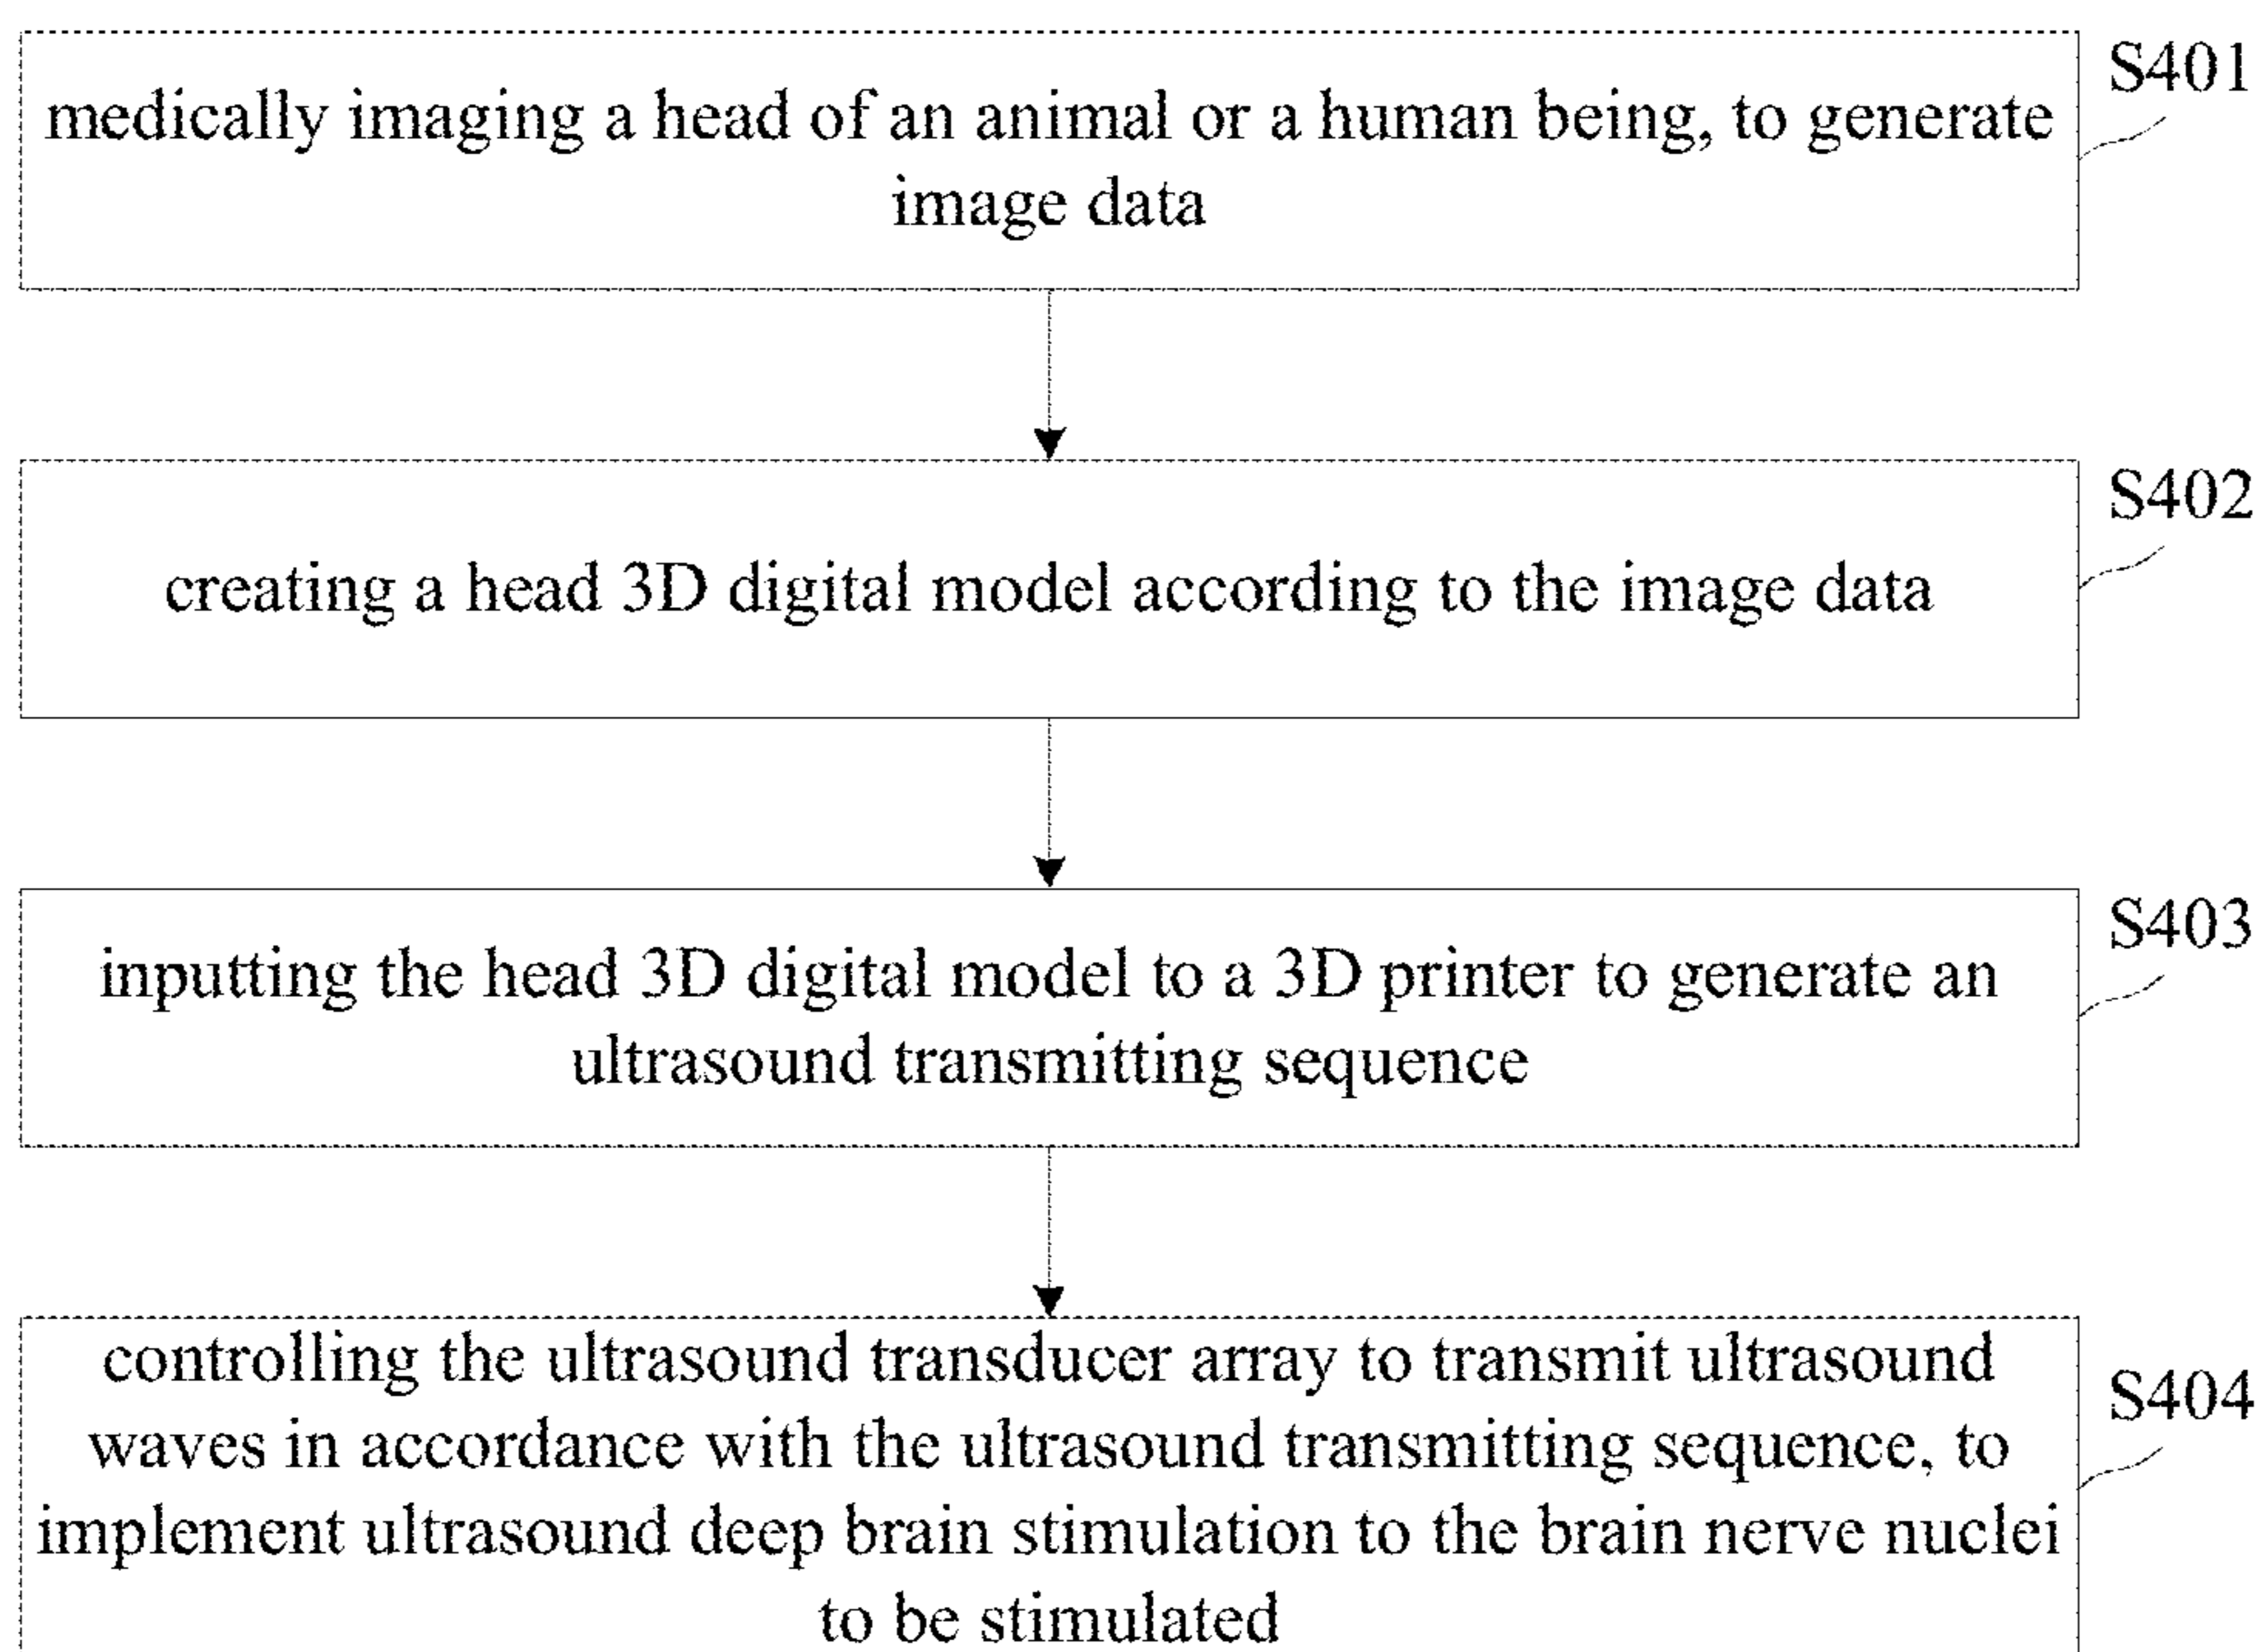 S401
medically imaging a head of an animal or a human being, to generate
image data
S402
creating a head 3D digital model according to the image data
S403
inputting the head 3D digital model to a 3D printer to generate an
ultrasound transmitting sequence
S404
controlling the ultrasound transducer array to transmit ultrasound
waves in accordance with the ultrasound transmitting sequence, to
implement ultrasound deep brain stimulation to the brain nerve nuclei
to be stimulated